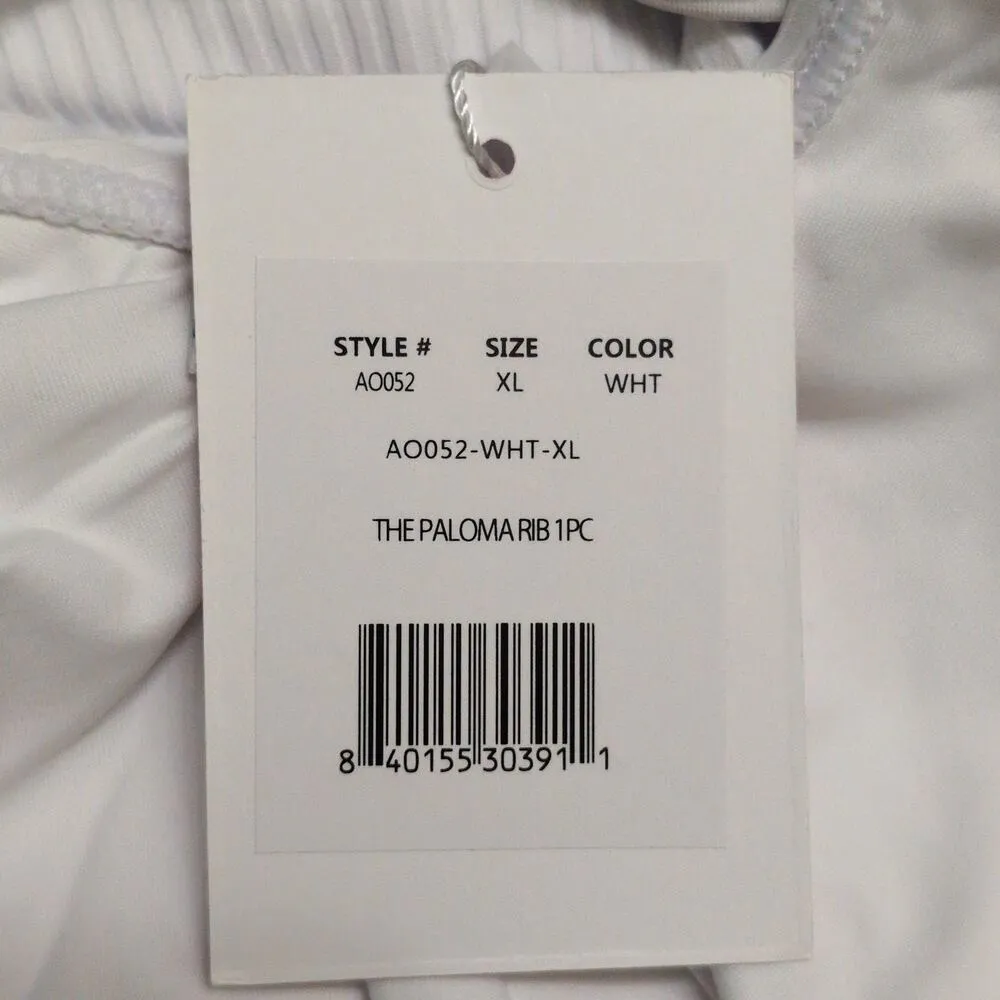 STYLE # SIZE COLOR
AO052 XL WHT
AO052-WHT-XL
THE PALOMA RIB 1PC
8 40155 30391 1